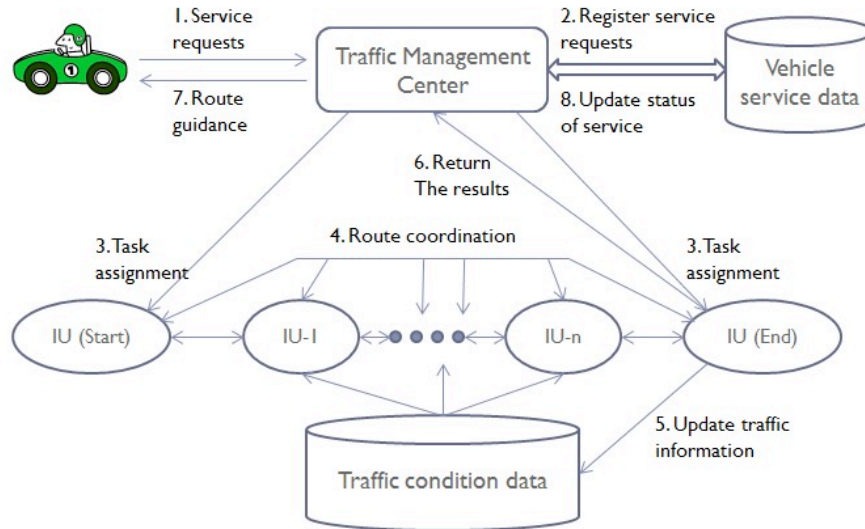 1. Service
requests
2. Register service
requests
Traffic Management
Center
Vehicle
service data
1
7. Route
guidance
8. Update status
of service
6. Return
The results
3. Task
assignment
4. Route coordination
3. Task
assignment
IU (Start)
IU-1
IU-n
IU (End)
5. Update traffic
information
Traffic condition data